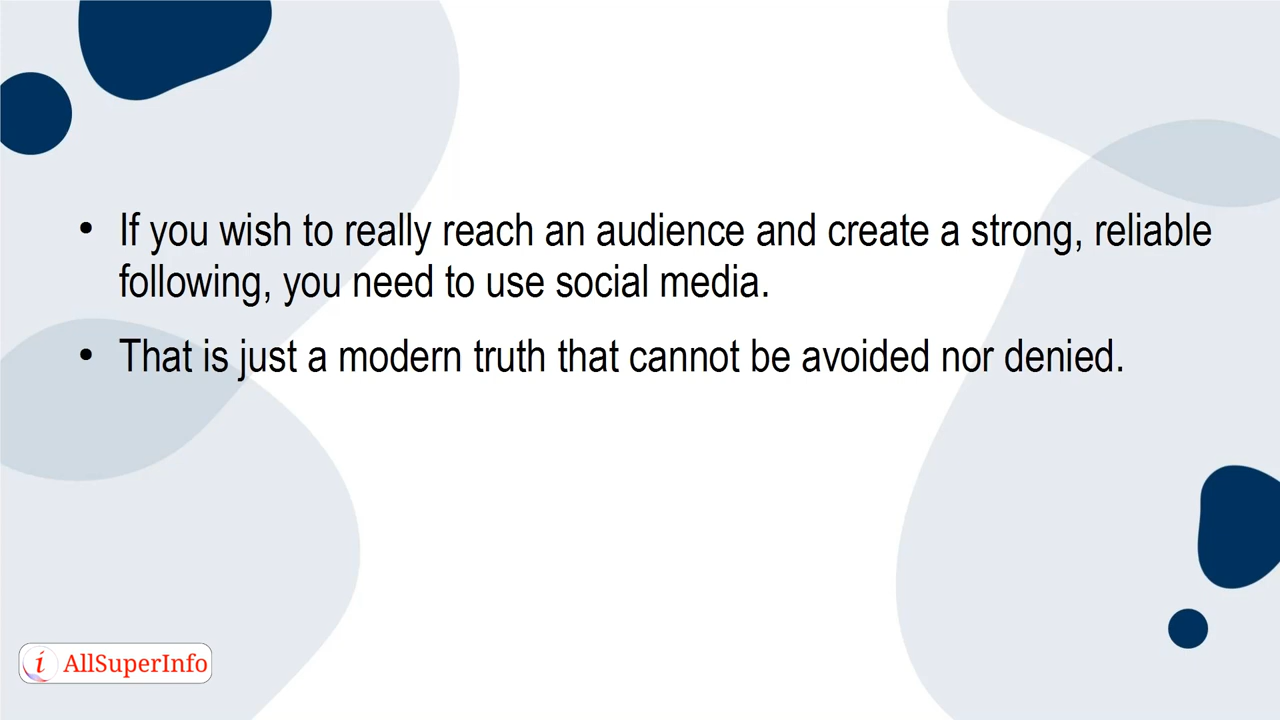 • If you wish to really reach an audience and create a strong, reliable
following, you need to use social media.
• That is just a modern truth that cannot be avoided nor denied.
i AllSuperInfo